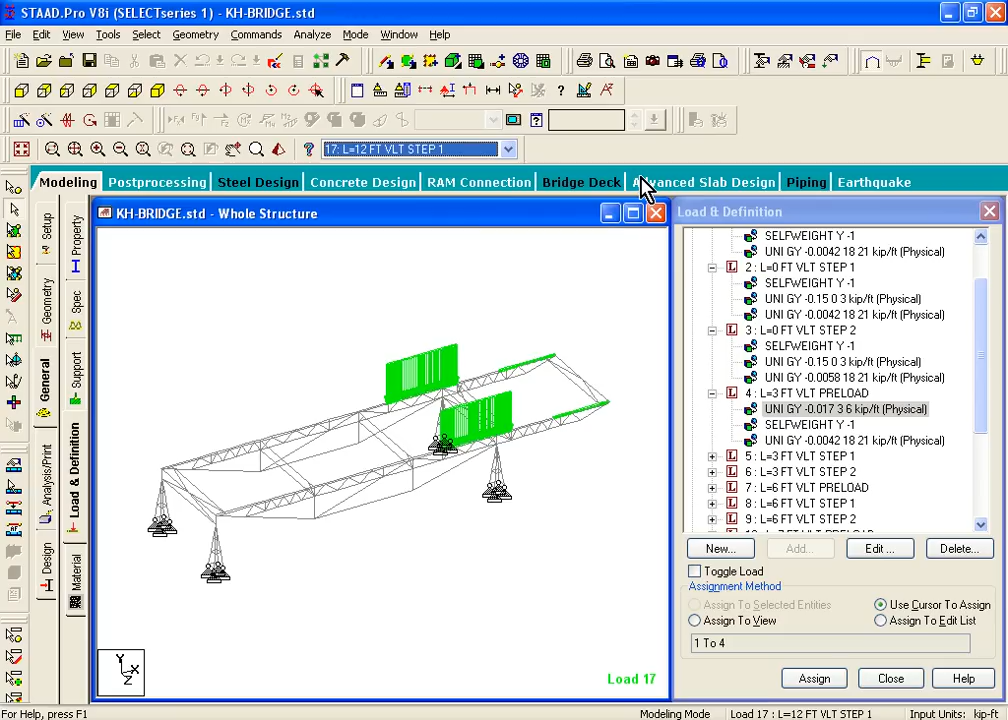 STAAD.Pro V8i (SELECTseries 1) - KH-BRIDGE.std
File Edit View Tools Select Geometry Commands Analyze Mode Window Help
17: L=12 FT VLT STEP 1
Modeling Postprocessing Steel Design Concrete Design RAM Connection Bridge Deck Advanced Slab Design Piping Earthquake
KH-BRIDGE.std - Whole Structure
Load & Definition
Setup
Geometry
General
Analysis/Print
Design
Property
Spec
Support
Load & Definition
Material
SELFWEIGHT Y -1
UNI GY -0.0042 18 21 kip/ft (Physical)
2 : L=0 FT VLT STEP 1
SELFWEIGHT Y -1
UNI GY -0.15 0 3 kip/ft (Physical)
UNI GY -0.0042 18 21 kip/ft (Physical)
3 : L=0 FT VLT STEP 2
SELFWEIGHT Y -1
UNI GY -0.15 0 3 kip/ft (Physical)
UNI GY -0.0058 18 21 kip/ft (Physical)
4 : L=3 FT VLT PRELOAD
UNI GY -0.017 3 6 kip/ft (Physical)
SELFWEIGHT Y -1
UNI GY -0.0042 18 21 kip/ft (Physical)
5 : L=3 FT VLT STEP 1
6 : L=3 FT VLT STEP 2
7 : L=6 FT VLT PRELOAD
8 : L=6 FT VLT STEP 1
9 : L=6 FT VLT STEP 2
New... Add... Edit ... Delete...
Toggle Load
Assignment Method
Assign To Selected Entities Use Cursor To Assign
Assign To View Assign To Edit List
1 To 4
Assign Close Help
Y
X
Z
Load 17
For Help, press F1 Modeling Mode Load 17 : L=12 FT VLT STEP 1 Input Units: kip-ft